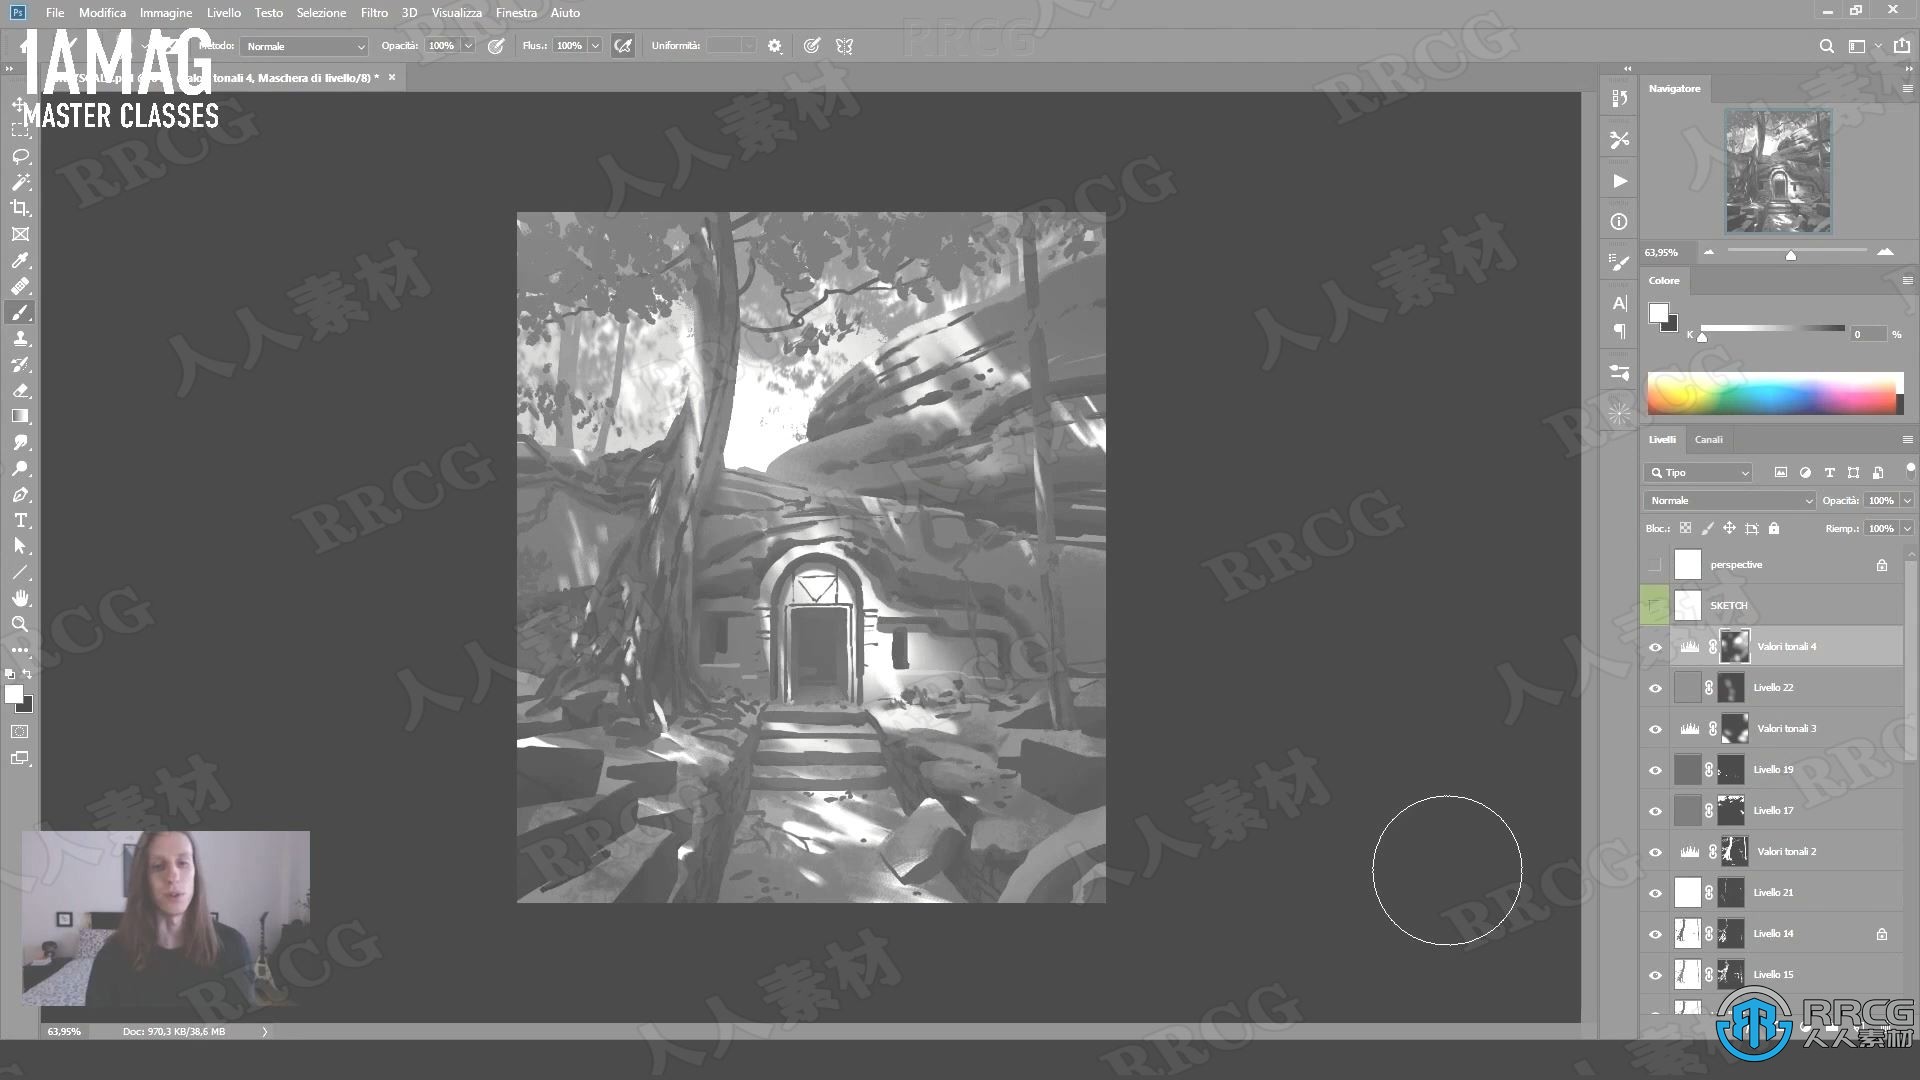 File Modifica Immagine Livello Testo Selezione Filtro 3D Visualizza Finestra Aiuto
Metodo: Normale Opacità: 100% Fluss.: 100% Uniformità:
tonali 4, Maschera di livello/8) *
IAMAG
MASTER CLASSES
Navigatore
63,95%
Colore
K 0 %
Livelli Canali
Tipo
Normale Opacità: 100%
Bloc.: Riemp.: 100%
perspective
SKETCH
Valori tonali 4
Livello 22
Valori tonali 3
Livello 19
Livello 17
Valori tonali 2
Livello 21
Livello 14
Livello 15
63,95% Doc: 970,3 KB/38,6 MB
RRCG
人人素材